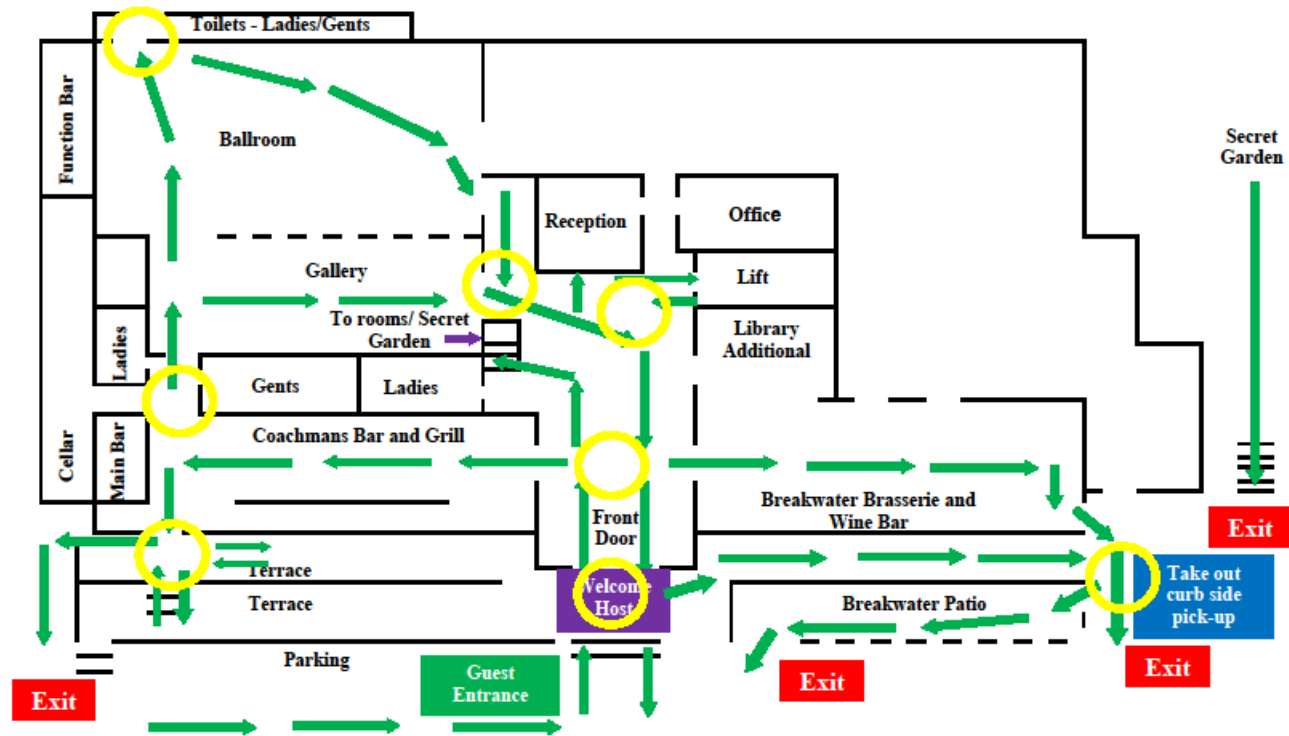 Toilets - Ladies/Gents
Function Bar
Ballroom
Secret
Garden
Reception
Office
Gallery
Lift
To rooms/ Secret
Garden
Library
Additional
Ladies
Gents
Ladies
Cellar
Main Bar
Coachmans Bar and Grill
Breakwater Brasserie and
Wine Bar
Front
Door
Exit
Terrace
Terrace
Welcome
Host
Breakwater Patio
Take out
curb side
pick-up
Parking
Guest
Entrance
Exit
Exit
Exit